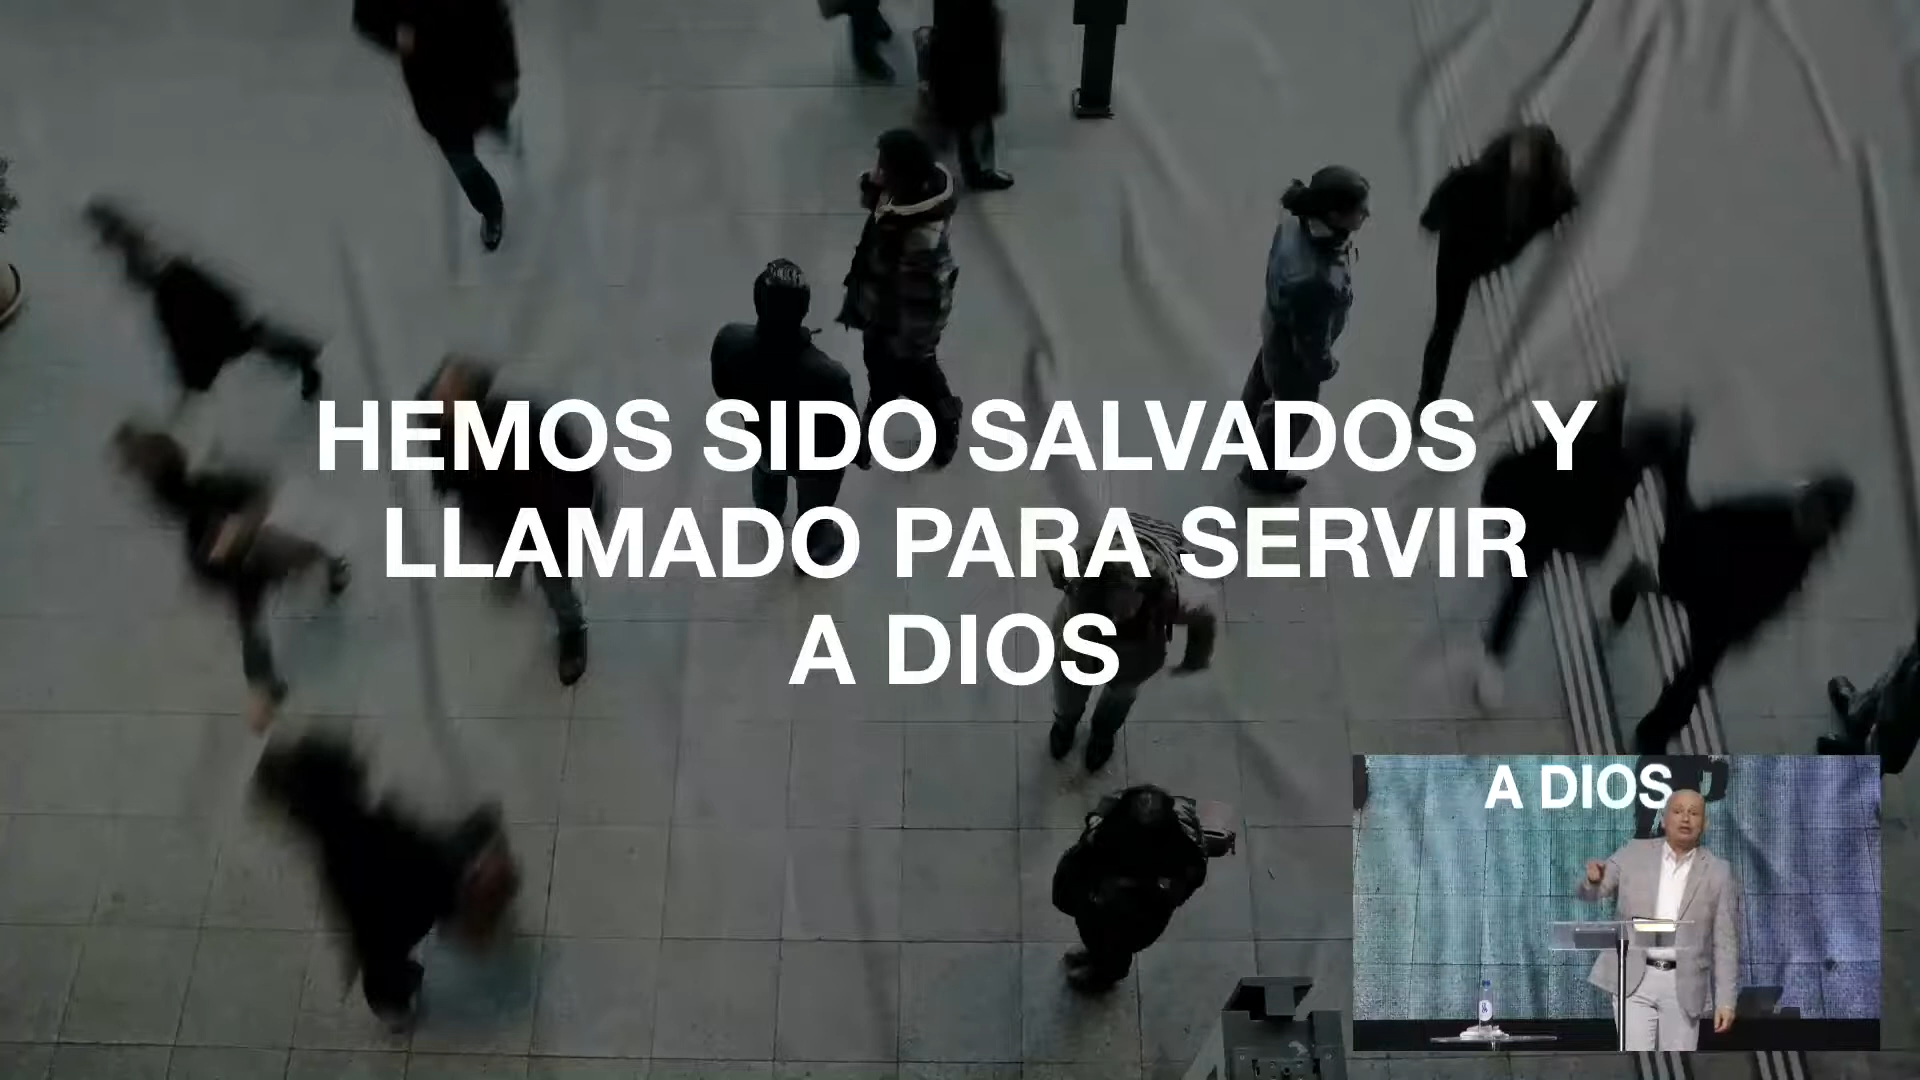 HEMOS SIDO SALVADOS  Y
LLAMADO PARA SERVIR
A DIOS
A DIOS